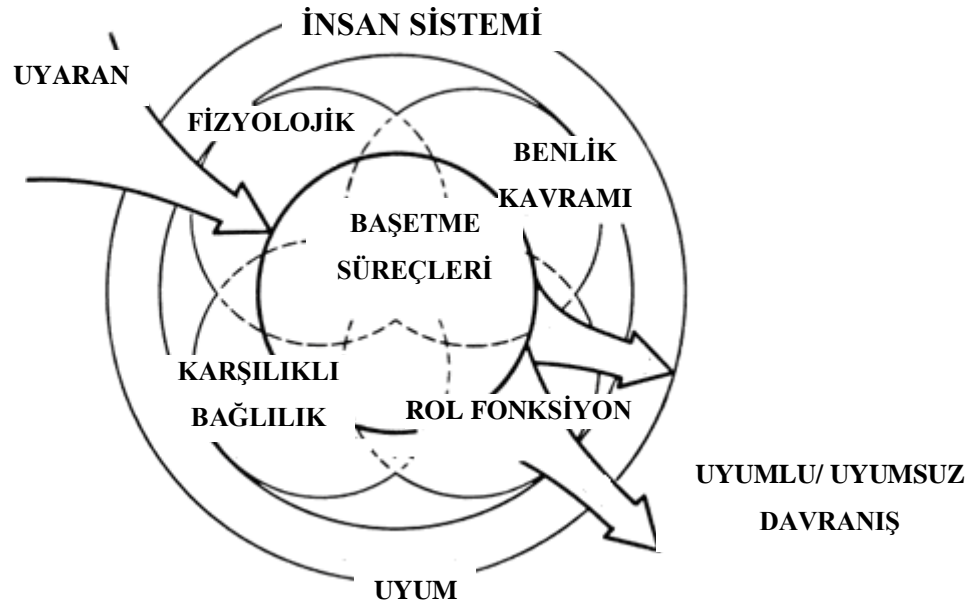 İNSAN SİSTEMİ
UYARAN
FİZYOLOJİK
BENLİK
KAVRAMI
BAŞETME
SÜREÇLERİ
KARŞILIKLI
BAĞLILIK
ROL FONKSİYON
UYUMLU/ UYUMSUZ
DAVRANIŞ
UYUM